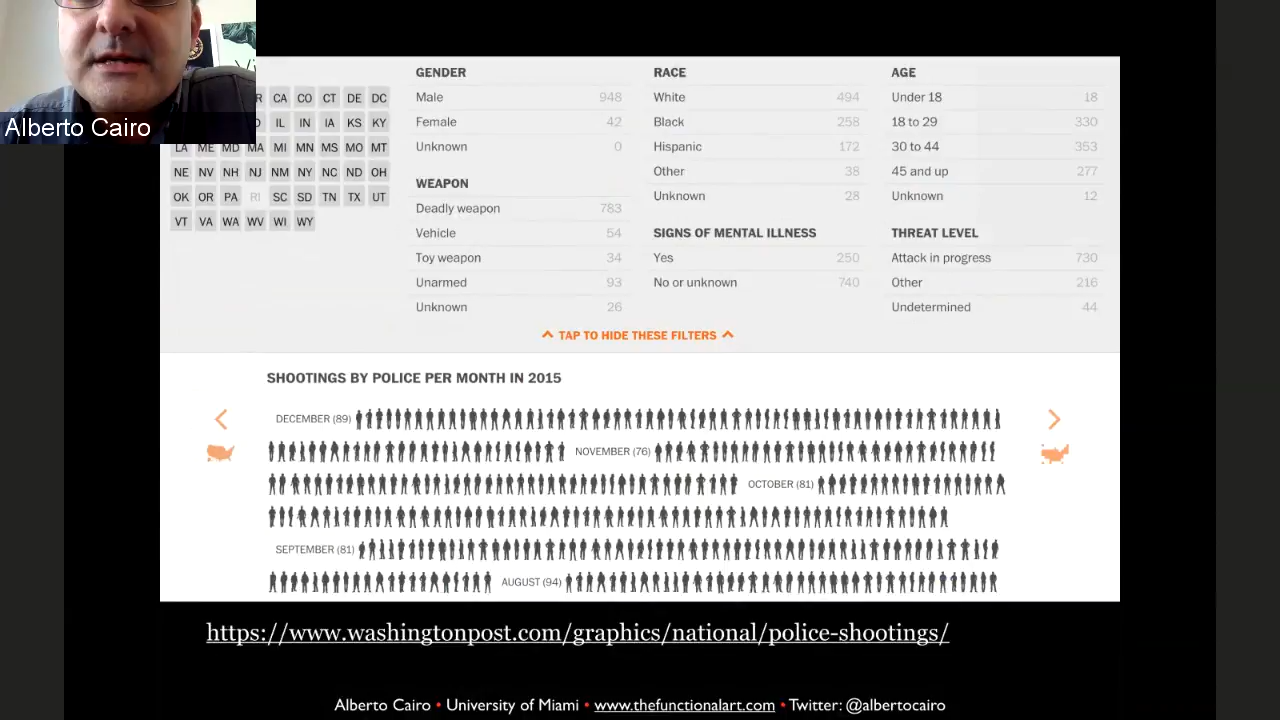 Alberto Cairo
CA CO CT DE DC
IL IN IA KS KY
LA ME MD MA MI MN MS MO MT
NE NV NH NJ NM NY NC ND OH
OK OR PA RI SC SD TN TX UT
VT VA WA WV WI WY
GENDER
Male 948
Female 42
Unknown 0
WEAPON
Deadly weapon 783
Vehicle 54
Toy weapon 34
Unarmed 93
Unknown 26
RACE
White 494
Black 258
Hispanic 172
Other 38
Unknown 28
SIGNS OF MENTAL ILLNESS
Yes 250
No or unknown 740
AGE
Under 18 18
18 to 29 330
30 to 44 353
45 and up 277
Unknown 12
THREAT LEVEL
Attack in progress 730
Other 216
Undetermined 44
TAP TO HIDE THESE FILTERS
SHOOTINGS BY POLICE PER MONTH IN 2015
DECEMBER (89)
NOVEMBER (76)
OCTOBER (81)
SEPTEMBER (81)
AUGUST (94)
https://www.washingtonpost.com/graphics/national/police-shootings/
Alberto Cairo • University of Miami • www.thefunctionalart.com • Twitter: @albertocairo